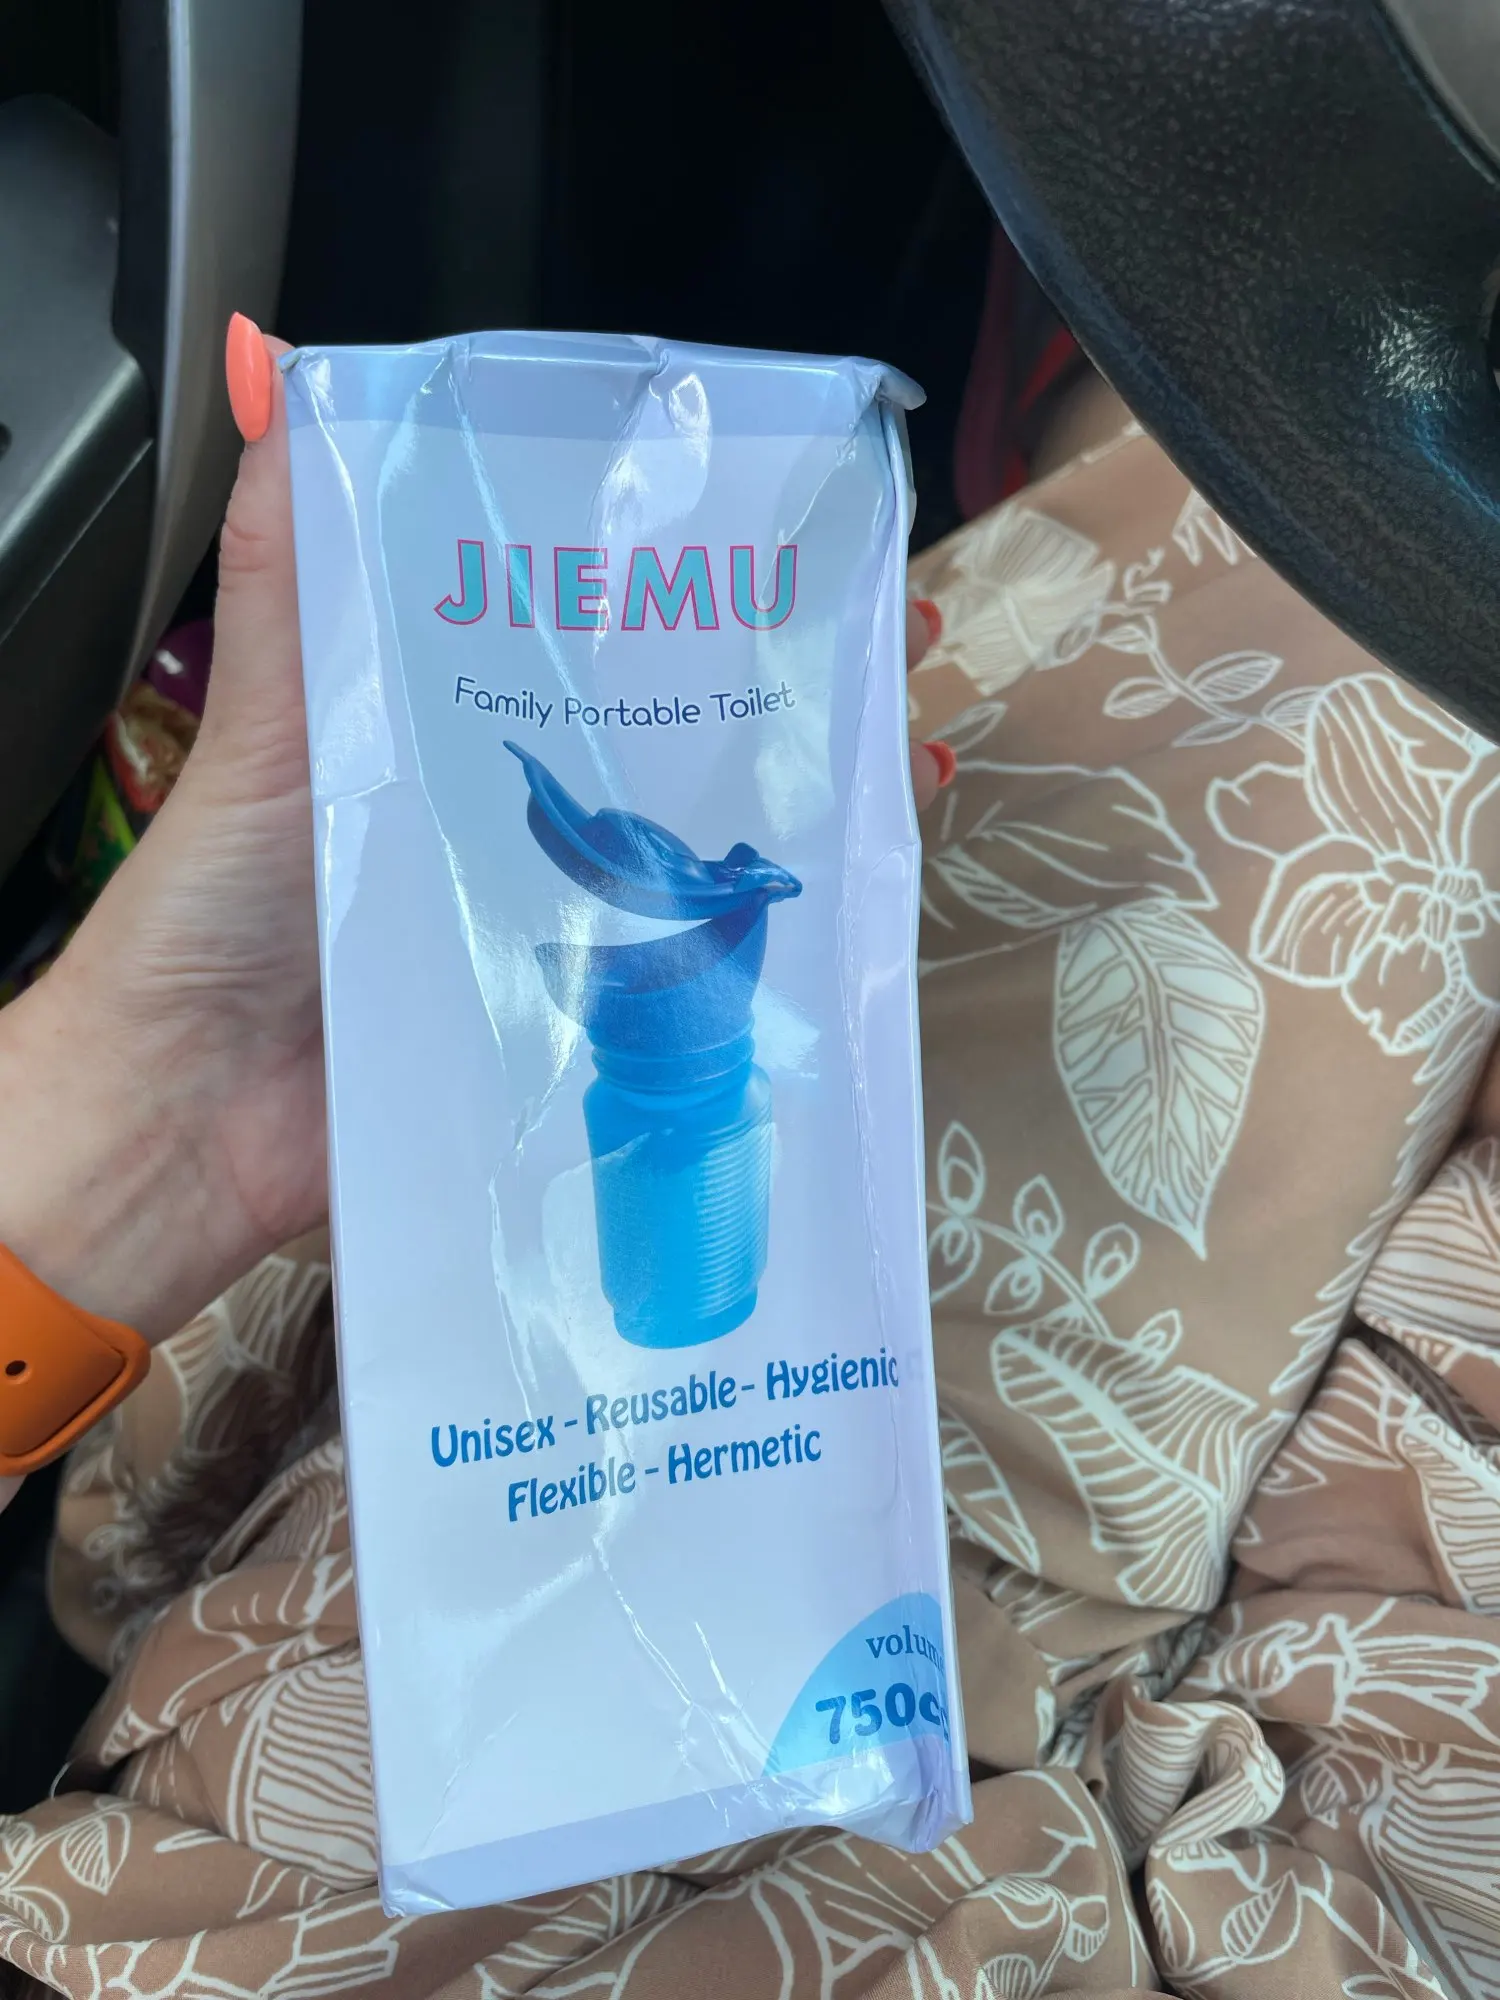 JIEMU
Family Portable Toilet
Unisex - Reusable - Hygienic
Flexible - Hermetic